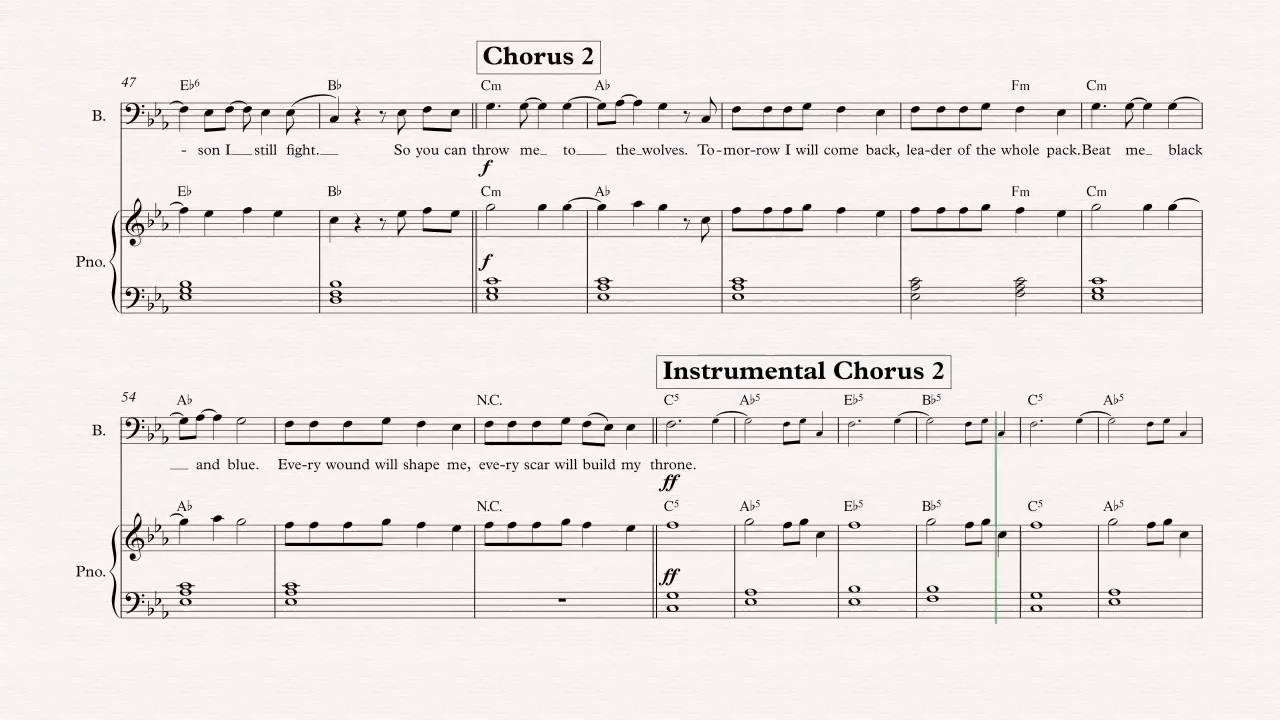 Chorus 2
47 E♭6 B♭ Cm A♭ Fm Cm
B.
- son I still fight. So you can throw me to the wolves. To-mor-row I will come back, lea-der of the whole pack. Beat me black
f
E♭ B♭ Cm A♭ Fm Cm
Pno.
f
Instrumental Chorus 2
54 A♭ N.C. C5 A♭5 E♭5 B♭5 C5 A♭5
B.
and blue. Eve-ry wound will shape me, eve-ry scar will build my throne.
ff
A♭ N.C. C5 A♭5 E♭5 B♭5 C5 A♭5
Pno.
ff